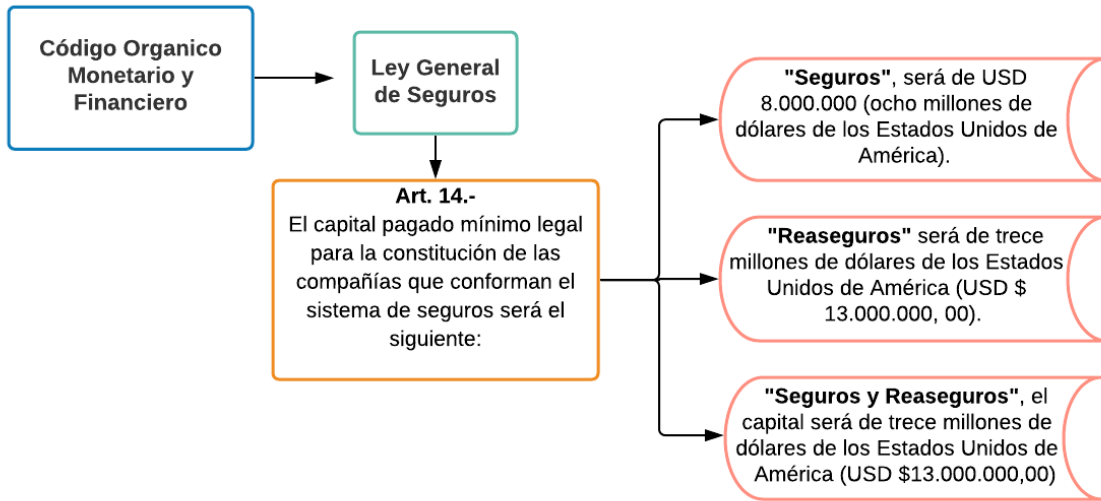 Código Organico
Monetario y
Financiero
Ley General
de Seguros
Art. 14.-
El capital pagado mínimo legal
para la constitución de las
compañías que conforman el
sistema de seguros será el
siguiente:
"Seguros", será de USD
8.000.000 (ocho millones de
dólares de los Estados Unidos de
América).
"Reaseguros" será de trece
millones de dólares de los Estados
Unidos de América (USD $
13.000.000, 00).
"Seguros y Reaseguros", el
capital será de trece millones de
dólares de los Estados Unidos de
América (USD $13.000.000,00)